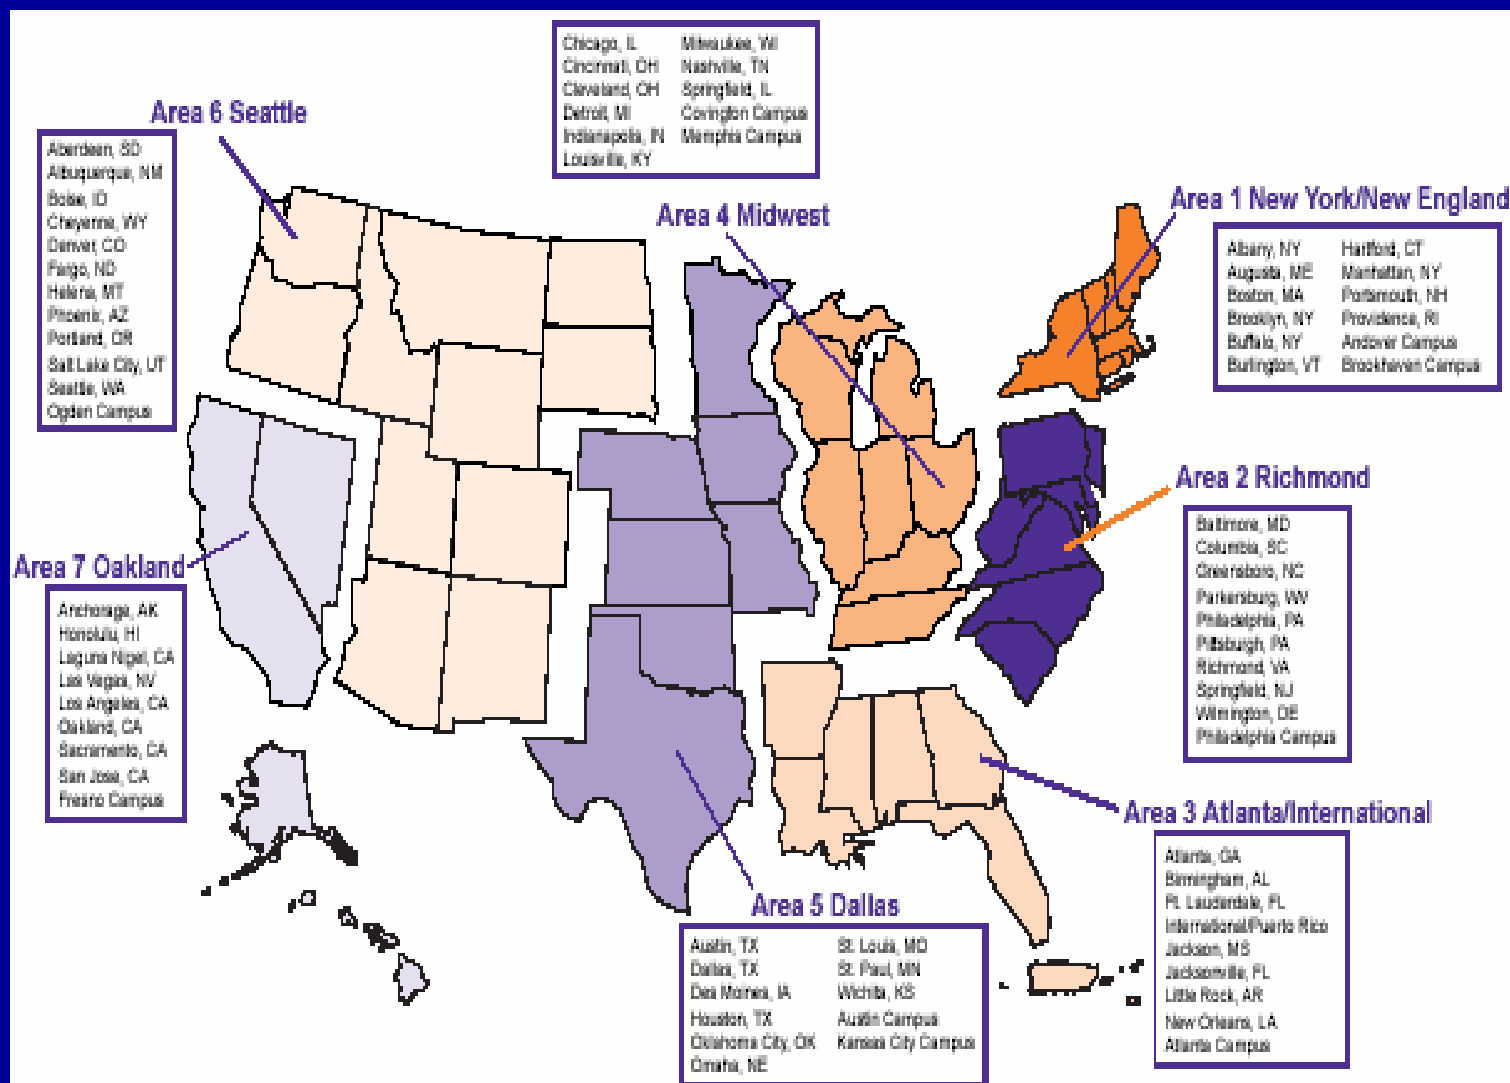 Chicago, IL
Cincinnati, OH
Cleveland, OH
Detroit, MI
Indianapolis, IN
Louisville, KY
Milwaukee, WI
Nashville, TN
Springfield, IL
Covington Campus
Memphis Campus
Area 6 Seattle
Aberdeen, SD
Albuquerque, NM
Boise, ID
Cheyenne, WY
Denver, CO
Fargo, ND
Helena, MT
Phoenix, AZ
Portland, OR
Salt Lake City, UT
Seattle, WA
Ogden Campus
Area 4 Midwest
Area 1 New York/New England
Albany, NY
Augusta, ME
Boston, MA
Brooklyn, NY
Buffalo, NY
Burlington, VT
Hartford, CT
Manhattan, NY
Portsmouth, NH
Providence, RI
Andover Campus
Brookhaven Campus
Area 2 Richmond
Baltimore, MD
Columbia, SC
Greensboro, NC
Parkersburg, WV
Philadelphia, PA
Pittsburgh, PA
Richmond, VA
Springfield, NJ
Wilmington, DE
Philadelphia Campus
Area 7 Oakland
Anchorage, AK
Honolulu, HI
Laguna Nigel, CA
Las Vegas, NV
Los Angeles, CA
Oakland, CA
Sacramento, CA
San Jose, CA
Fresno Campus
Area 3 Atlanta/International
Atlanta, GA
Birmingham, AL
Ft. Lauderdale, FL
International/Puerto Rico
Jackson, MS
Jacksonville, FL
Little Rock, AR
New Orleans, LA
Atlanta Campus
Area 5 Dallas
Austin, TX
Dallas, TX
Des Moines, IA
Houston, TX
Oklahoma City, OK
Omaha, NE
St. Louis, MO
St. Paul, MN
Wichita, KS
Austin Campus
Kansas City Campus